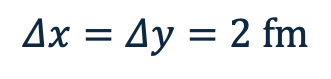 Δx = Δy = 2 fm